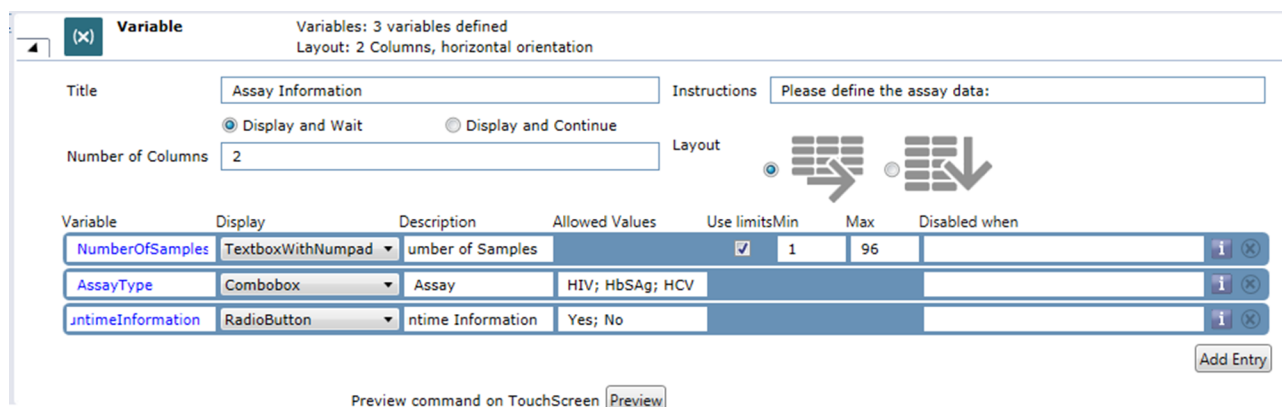 (x) Variable Variables: 3 variables defined
Layout: 2 Columns, horizontal orientation
Title Assay Information Instructions Please define the assay data:
Display and Wait Display and Continue
Number of Columns 2 Layout
Variable Display Description Allowed Values Use limits Min Max Disabled when
NumberOfSamples TextboxWithNumpad umber of Samples 1 96 i
AssayType Combobox Assay HIV; HbSAg; HCV i
untimeInformation RadioButton ntime Information Yes; No i
Add Entry
Preview command on TouchScreen Preview